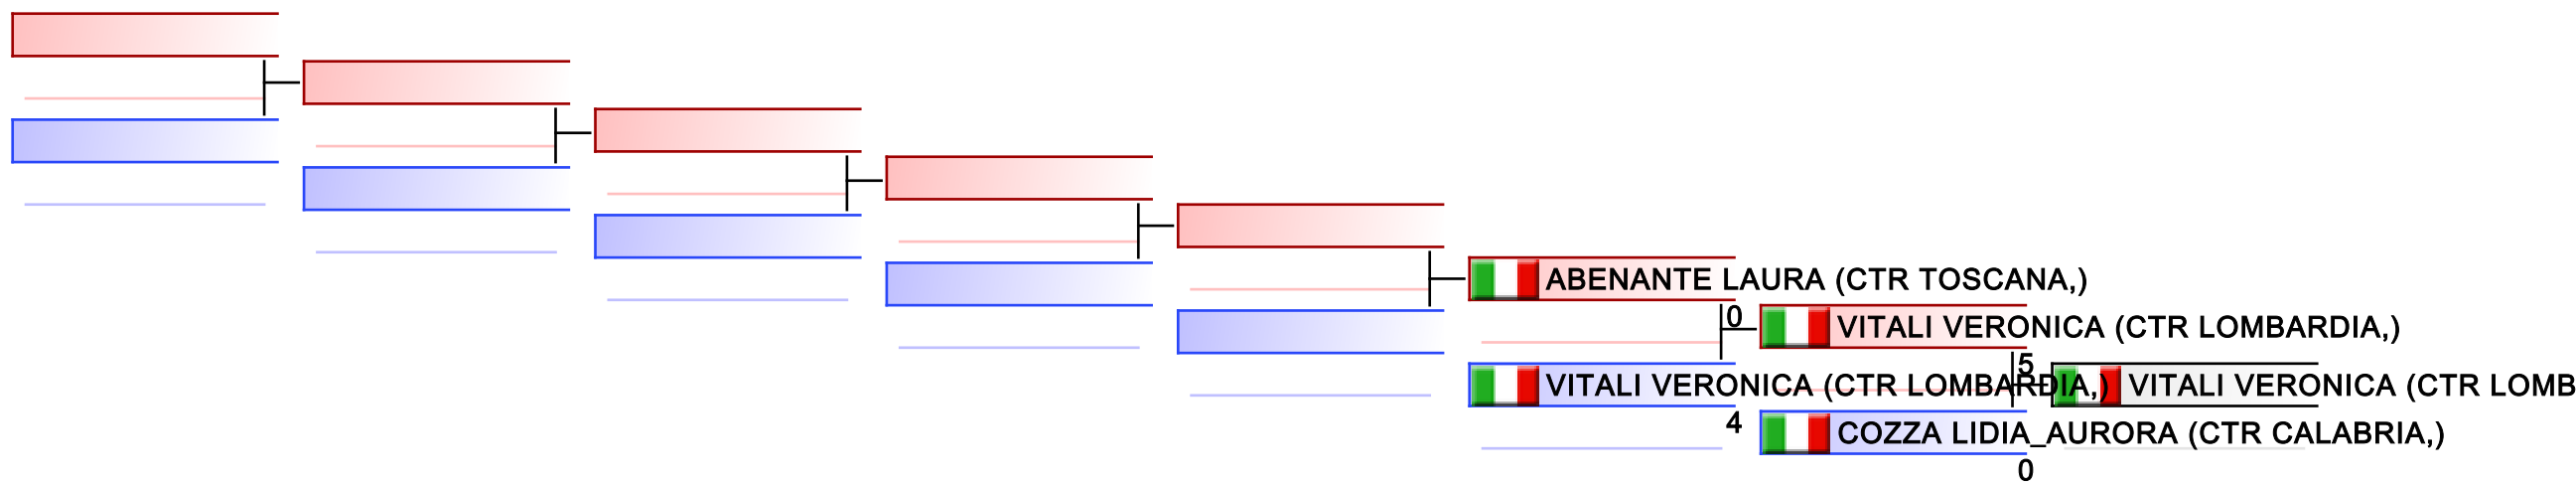 ABENANTE LAURA (CTR TOSCANA,)
0
VITALI VERONICA (CTR LOMBARDIA,)
5
VITALI VERONICA (CTR LOMBARDIA,)
VITALI VERONICA (CTR LOMB
4
COZZA LIDIA_AURORA (CTR CALABRIA,)
0